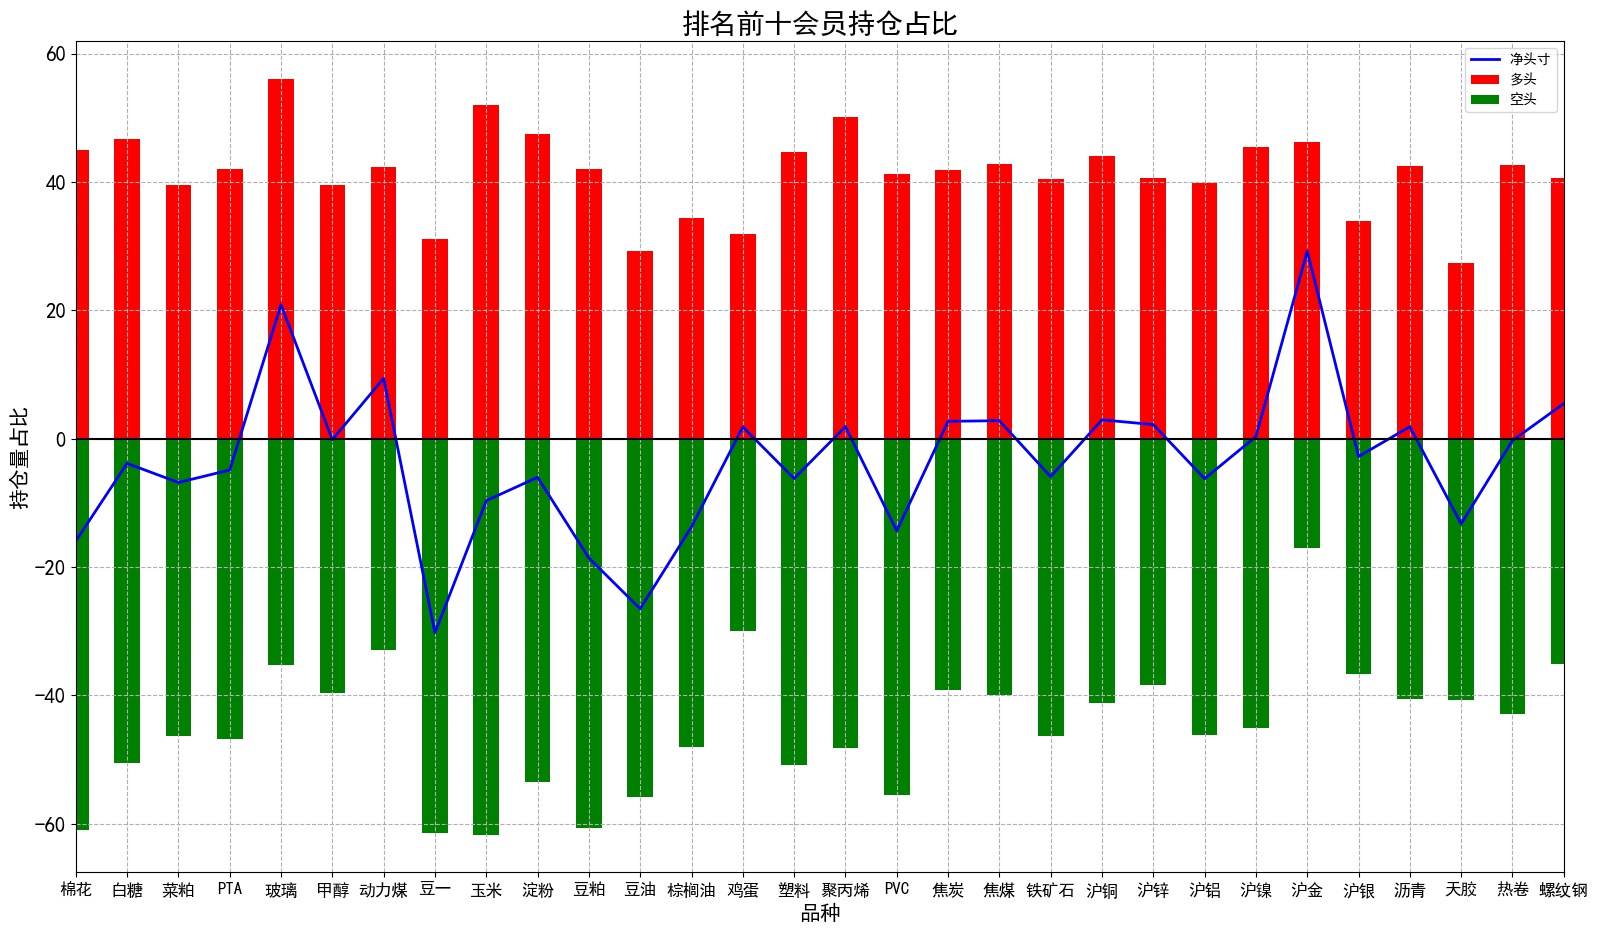 排名前十会员持仓占比
净头寸
多头
空头
持仓量占比
60
40
20
0
−20
−40
−60
棉花 白糖 菜粕 PTA 玻璃 甲醇 动力煤 豆一 玉米 淀粉 豆粕 豆油 棕榈油 鸡蛋 塑料 聚丙烯 PVC 焦炭 焦煤 铁矿石 沪铜 沪锌 沪铝 沪镍 沪金 沪银 沥青 天胶 热卷 螺纹钢
品种